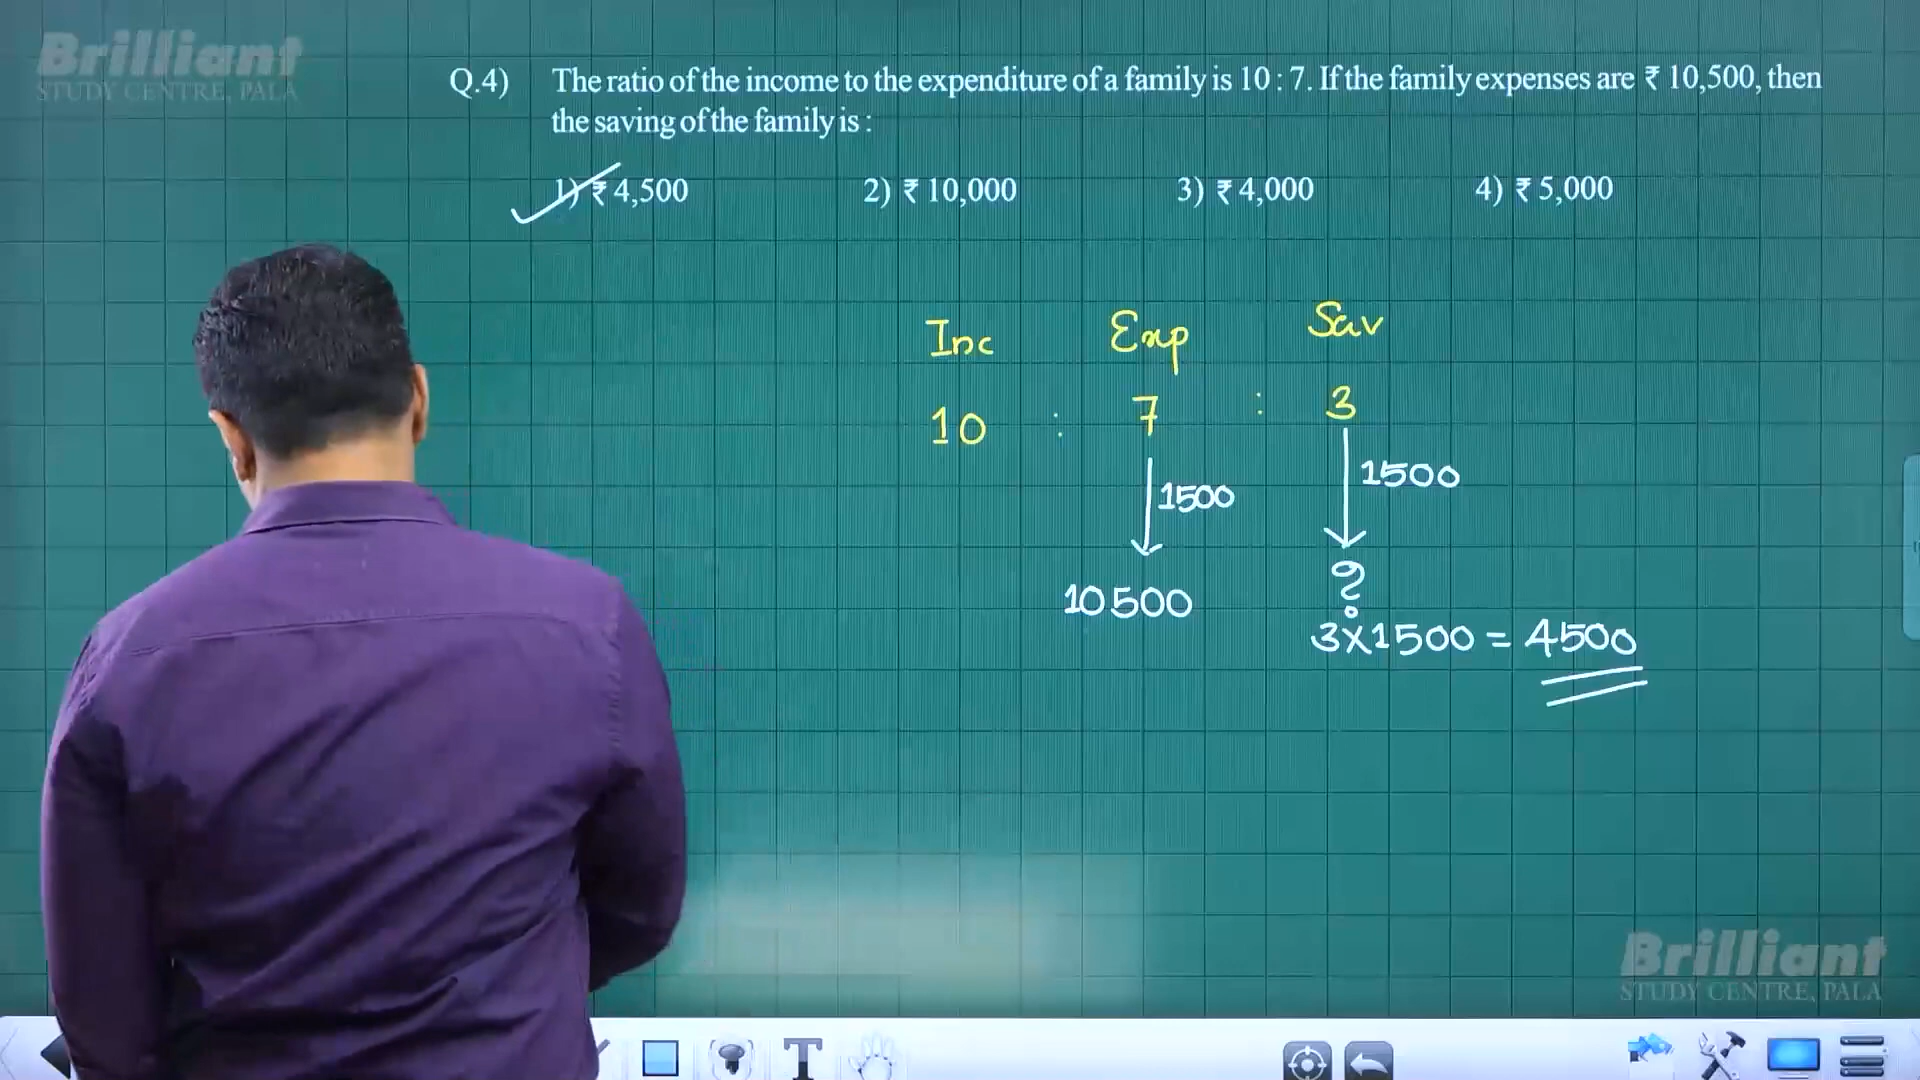 Brilliant
STUDY CENTRE, PALA
Q.4) The ratio of the income to the expenditure of a family is 10 : 7. If the family expenses are ₹ 10,500, then
the saving of the family is :
1) ₹ 4,500 2) ₹ 10,000 3) ₹ 4,000 4) ₹ 5,000
Inc Exp Sav
10 : 7 : 3
1500 1500
10500 ?
3×1500 = 4500
Brilliant
STUDY CENTRE, PALA
T